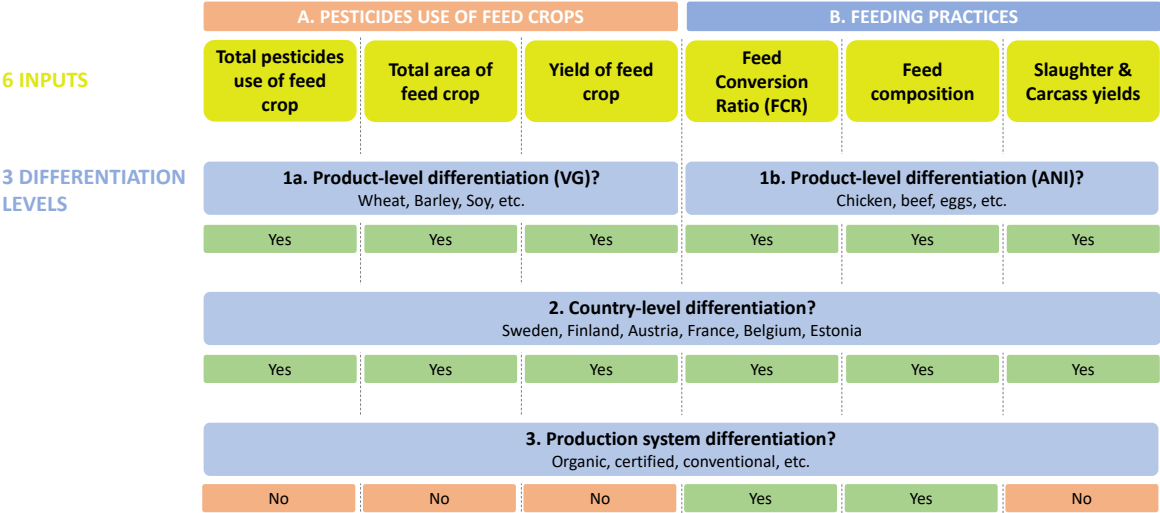 A. PESTICIDES USE OF FEED CROPS
B. FEEDING PRACTICES
6 INPUTS
Total pesticides
use of feed
crop
Total area of
feed crop
Yield of feed
crop
Feed
Conversion
Ratio (FCR)
Feed
composition
Slaughter &
Carcass yields
3 DIFFERENTIATION
LEVELS
1a. Product-level differentiation (VG)?
Wheat, Barley, Soy, etc.
1b. Product-level differentiation (ANI)?
Chicken, beef, eggs, etc.
Yes
Yes
Yes
Yes
Yes
Yes
2. Country-level differentiation?
Sweden, Finland, Austria, France, Belgium, Estonia
Yes
Yes
Yes
Yes
Yes
Yes
3. Production system differentiation?
Organic, certified, conventional, etc.
No
No
No
Yes
Yes
No